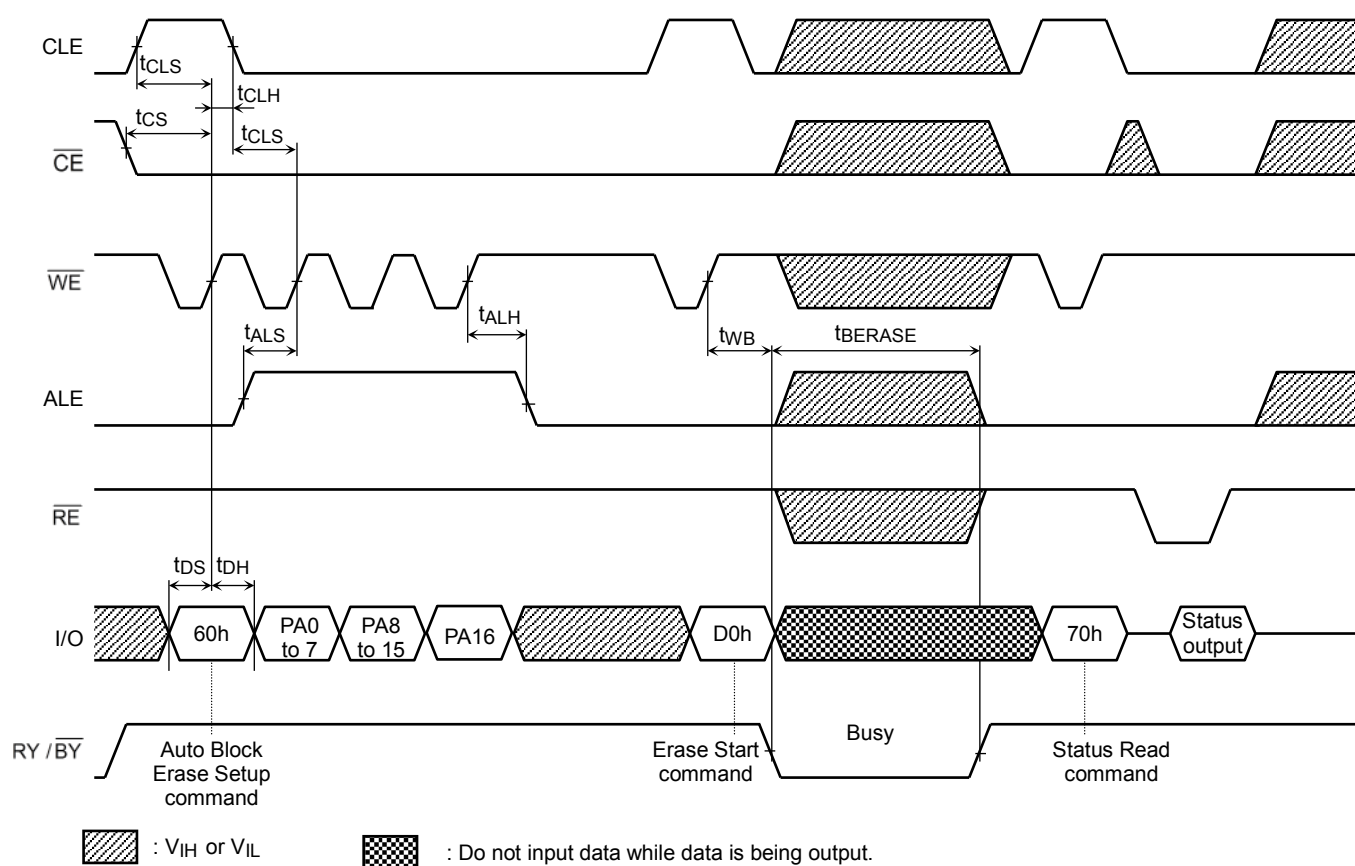 CLE
tCLS
tCLH
tCS
tCLS
CE
WE
tALS
tALH
tWB
tBERASE
ALE
RE
tDS
tDH
I/O
60h
PA0
to 7
PA8
to 15
PA16
D0h
70h
Status
output
RY / BY
Busy
Auto Block
Erase Setup
command
Erase Start
command
Status Read
command
: VIH or VIL
: Do not input data while data is being output.